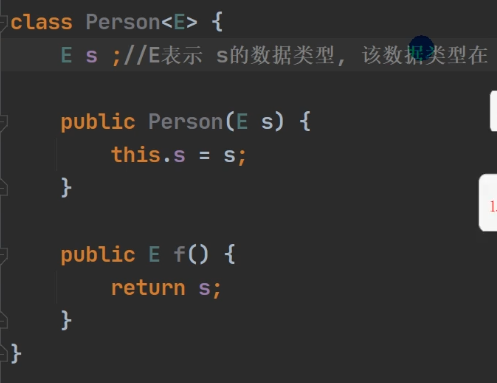 class Person<E> {
E s ;//E表示 s的数据类型, 该数据类型在
public Person(E s) {
this.s = s;
}
public E f() {
return s;
}
}
1.